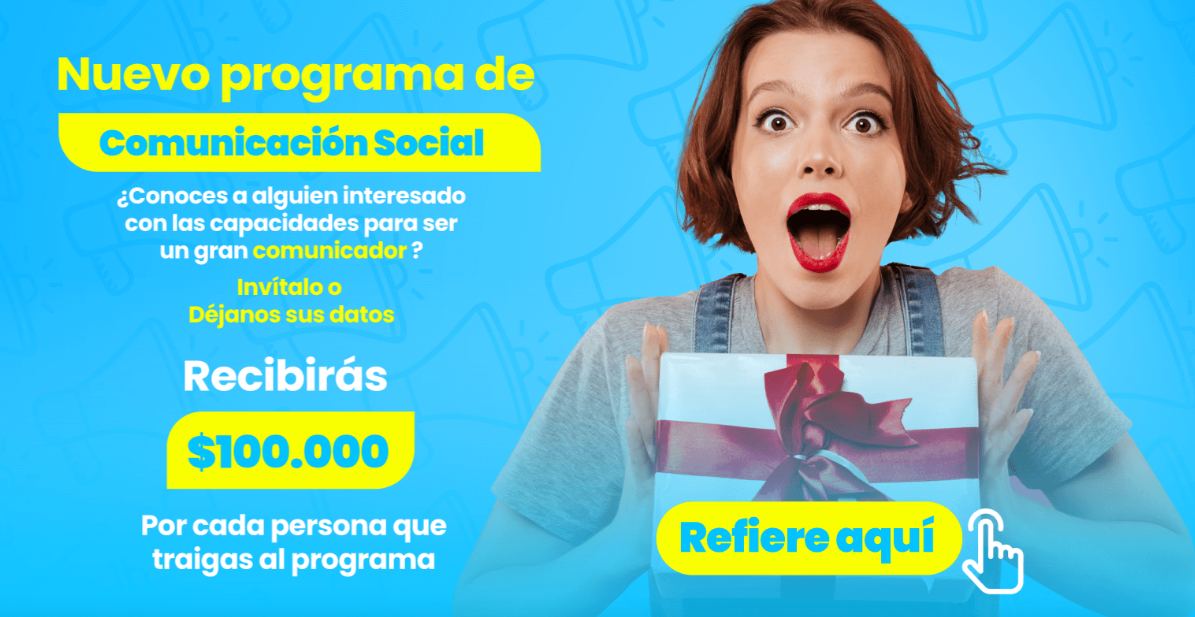 Nuevo programa de
Comunicación Social
¿Conoces a alguien interesado
con las capacidades para ser
un gran comunicador ?
Invítalo o
Déjanos sus datos
Recibirás
$100.000
Por cada persona que
traigas al programa
Refiere aquí